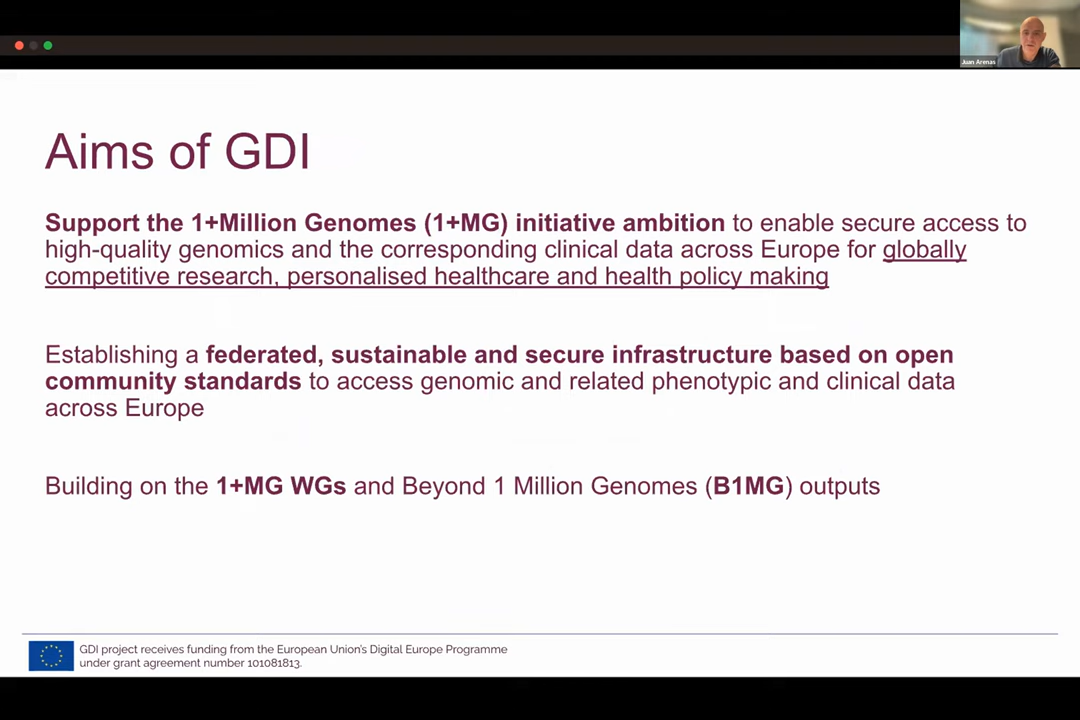 Juan Arenas
Aims of GDI
Support the 1+Million Genomes (1+MG) initiative ambition to enable secure access to
high-quality genomics and the corresponding clinical data across Europe for globally
competitive research, personalised healthcare and health policy making
Establishing a federated, sustainable and secure infrastructure based on open
community standards to access genomic and related phenotypic and clinical data
across Europe
Building on the 1+MG WGs and Beyond 1 Million Genomes (B1MG) outputs
GDI project receives funding from the European Union's Digital Europe Programme
under grant agreement number 101081813.